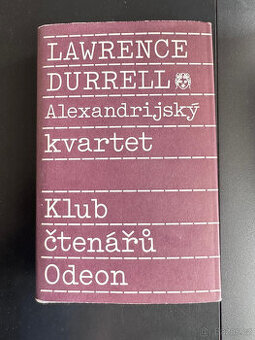 LAWRENCE
DURRELL
Alexandrijský
kvartet
Klub
čtenářů
Odeon